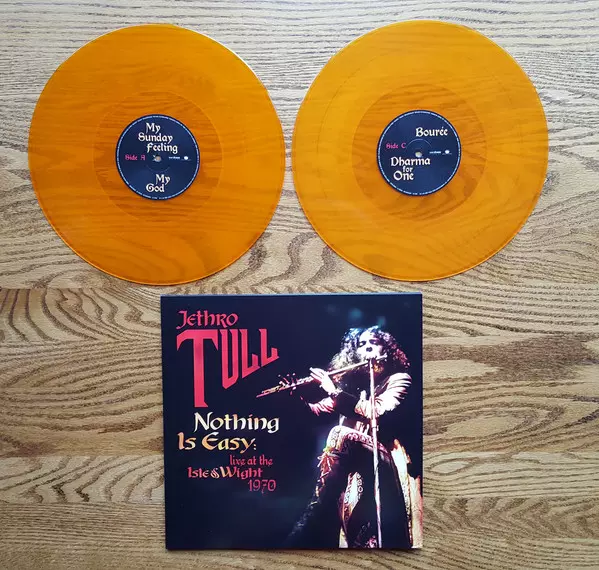 My
Sunday
Feeling
Side A
My
God
Bourée
Side C
Dharma
for
One
Jethro
TULL
Nothing
Is Easy:
live at the
Isle of Wight
1970